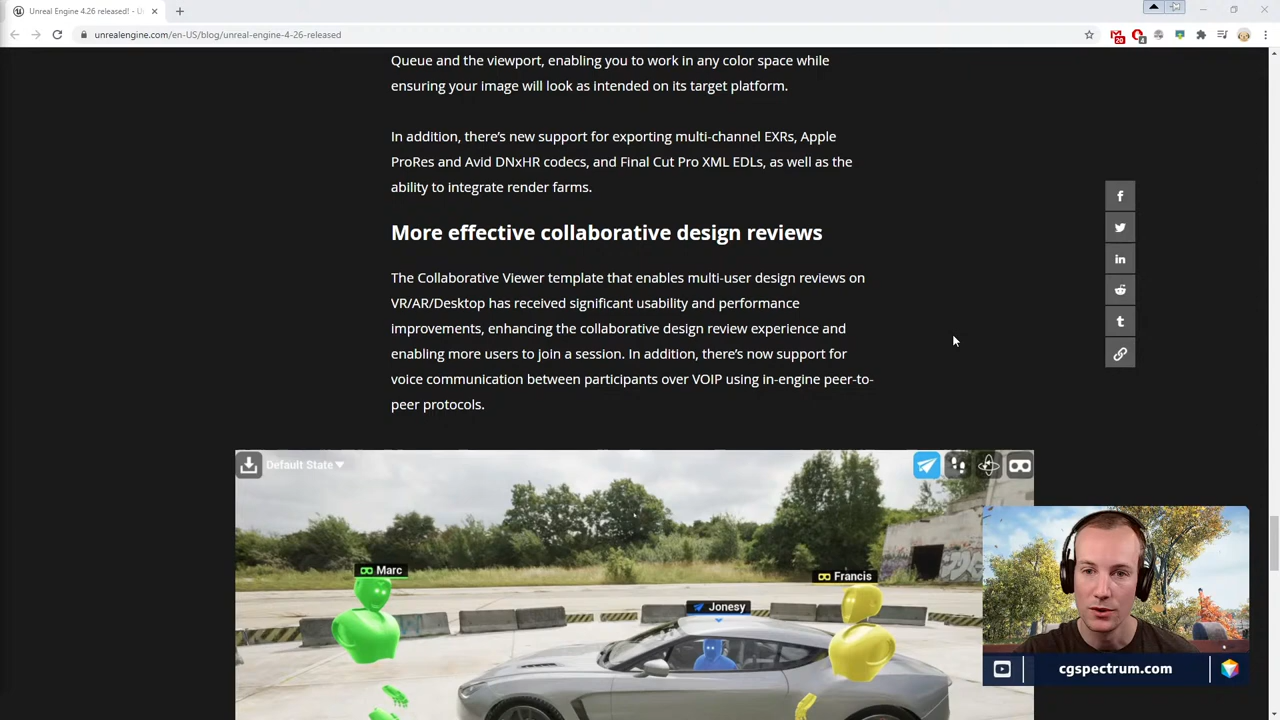 Unreal Engine 4.26 released! - U
unrealengine.com/en-US/blog/unreal-engine-4-26-released
20
4
Queue and the viewport, enabling you to work in any color space while
ensuring your image will look as intended on its target platform.
In addition, there’s new support for exporting multi-channel EXRs, Apple
ProRes and Avid DNxHR codecs, and Final Cut Pro XML EDLs, as well as the
ability to integrate render farms.
More effective collaborative design reviews
The Collaborative Viewer template that enables multi-user design reviews on
VR/AR/Desktop has received significant usability and performance
improvements, enhancing the collaborative design review experience and
enabling more users to join a session. In addition, there’s now support for
voice communication between participants over VOIP using in-engine peer-to-
peer protocols.
Default State
Marc
Jonesy
Francis
cgspectrum.com